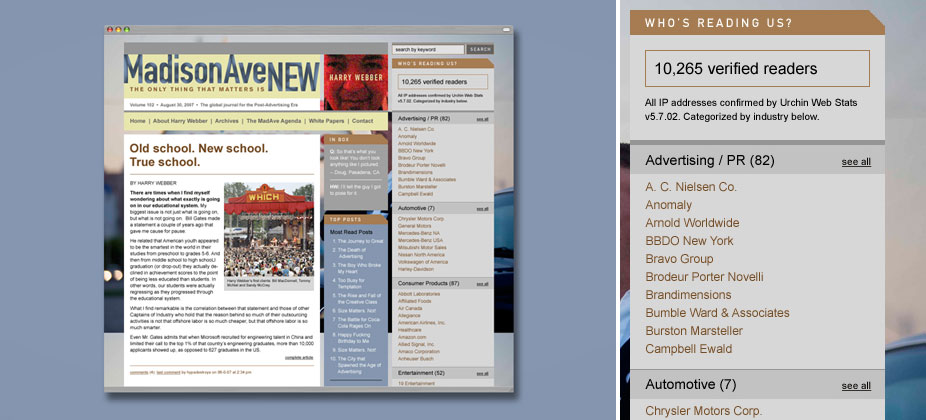 search by keyword SEARCH
MadisonAveNEW
THE ONLY THING THAT MATTERS IS
HARRY WEBBER
Volume 102 • August 30, 2007 • The global journal for the Post-Advertising Era
Home | About Harry Webber | Archives | The MadAve Agenda | White Papers | Contact
Old school. New school.
True school.
BY HARRY WEBBER
There are times when I find myself
wondering about what exactly is going
on in our educational system. My
biggest issue is not just what is going on,
but what is not going on. Bill Gates made
a statement a couple of years ago that
gave me cause for pause.
He related that American youth appeared
to be the smartest in the world in their
studies from preschool to grades 5-6. And
then from middle school to high school/
graduation (or drop-out) they actually de-
clined in achievement scores to the point
of being less educated than students. In
other words, our students were actually
regressing as they progressed through
the educational system.
WHICH
Harry Webber's first clients: Bill MacDonnel, Tommy
McNix and Sandy McCroy
What I find remarkable is the correlation between that statement and those of other
Captains of Industry who hold that the reason behind so much of their outsourcing
activities is not that offshore labor is so much cheaper, but that offshore labor is so
much smarter.
Even Mr. Gates admits that when Microsoft recruited for engineering talent in China and
limited their call to the top 1% of that country's engineering graduates, more than 10,000
applicants showed up, as opposed to 627 graduates in the US.
complete article
IN BOX
Q: So that's what you
look like! You don't look
anything like I pictured.
– Doug, Pasadena, CA
HW: I'll tell the guy I got
to pose for it.
TOP POSTS
Most Read Posts
1. The Journey to Great
2. The Death of
Advertising
3. The Boy Who Broke
My Heart
4. Too Busy for
Temptation
5. The Rise and Fall of
the Creative Class
6. Size Matters. Not!
7. The Battle for Coca-
Cola Rages On
8. Happy Fucking
Birthday to Me
9. Size Matters. Not!
10. The City that
Spawned the Age of
Advertising
WHO'S READING US?
10,265 verified readers
All IP addresses confirmed by Urchin Web Stats
v5.7.02. Categorized by industry below.
Advertising / PR (82) see all
A. C. Nielsen Co.
Anomaly
Arnold Worldwide
BBDO New York
Bravo Group
Brodeur Porter Novelli
Brandimensions
Bumble Ward & Associates
Burston Marsteller
Campbell Ewald
Automotive (7) see all
Chrysler Motors Corp.
General Motors
Mercedes-Benz NA
Mercedes-Benz USA
Mitsubishi Motor Sales
Nissan North America
Volkswagen of America
Harley-Davidson
Consumer Products (87) see all
Abbott Laboratories
Affiliated Foods
Air Canada
Allegiance
American Airlines, Inc.
Healthcare
Amazon.com
Allied Signal, Inc.
Amaco Corporation
Anheuser Busch
Entertainment (52) see all
19 Entertainment
WHO'S READING US?
10,265 verified readers
All IP addresses confirmed by Urchin Web Stats
v5.7.02. Categorized by industry below.
Advertising / PR (82) see all
A. C. Nielsen Co.
Anomaly
Arnold Worldwide
BBDO New York
Bravo Group
Brodeur Porter Novelli
Brandimensions
Bumble Ward & Associates
Burston Marsteller
Campbell Ewald
Automotive (7) see all
Chrysler Motors Corp.